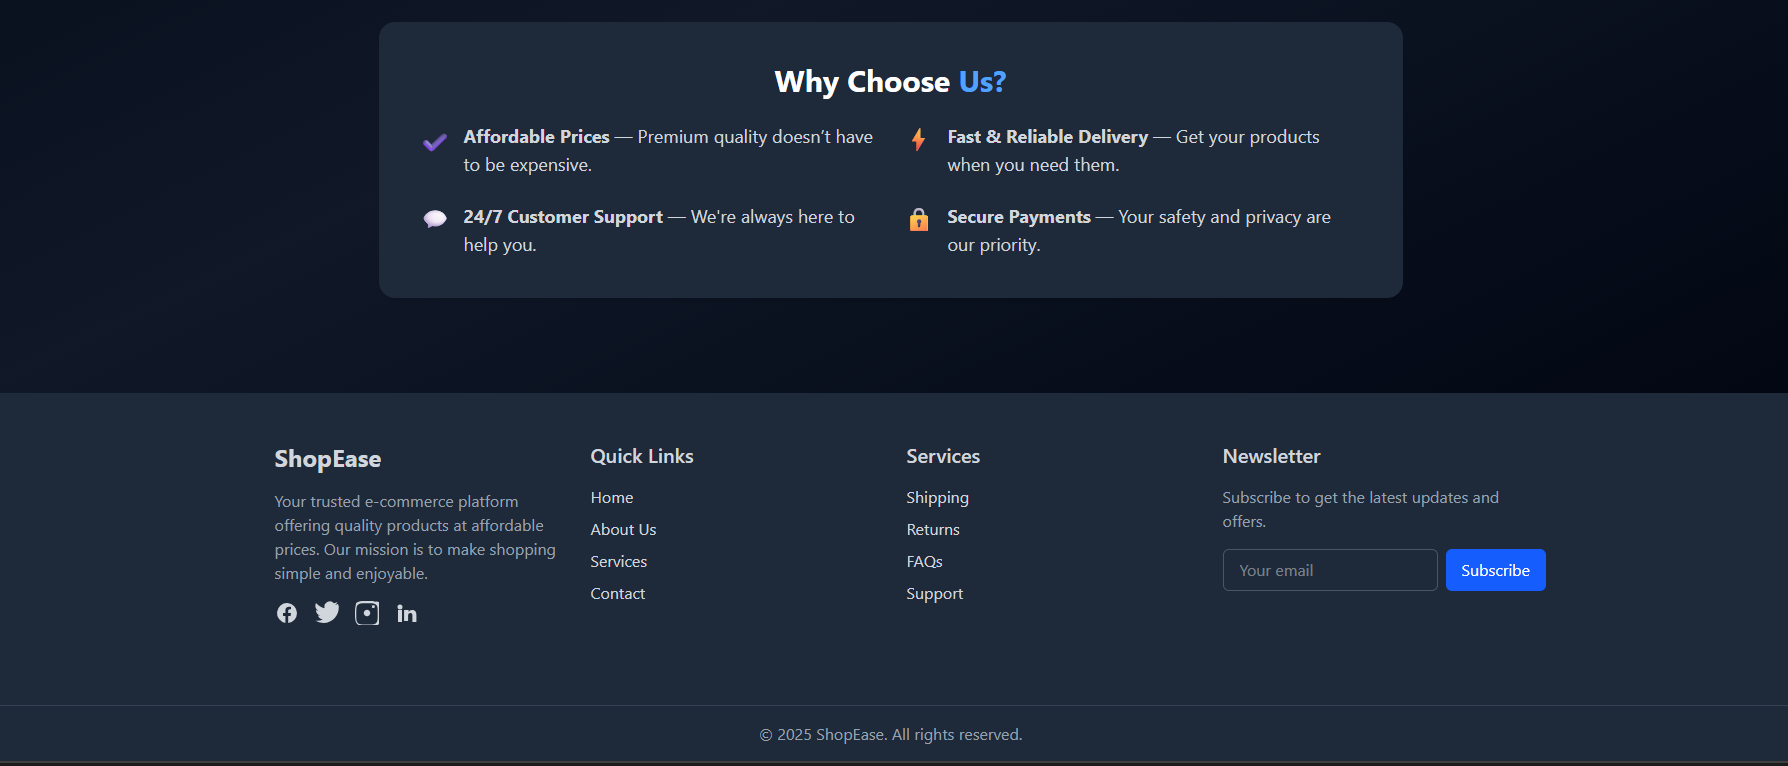 Why Choose Us?
Affordable Prices — Premium quality doesn’t have
to be expensive.
Fast & Reliable Delivery — Get your products
when you need them.
24/7 Customer Support — We're always here to
help you.
Secure Payments — Your safety and privacy are
our priority.
ShopEase
Your trusted e-commerce platform
offering quality products at affordable
prices. Our mission is to make shopping
simple and enjoyable.
Quick Links
Home
About Us
Services
Contact
Services
Shipping
Returns
FAQs
Support
Newsletter
Subscribe to get the latest updates and
offers.
Your email
Subscribe
© 2025 ShopEase. All rights reserved.